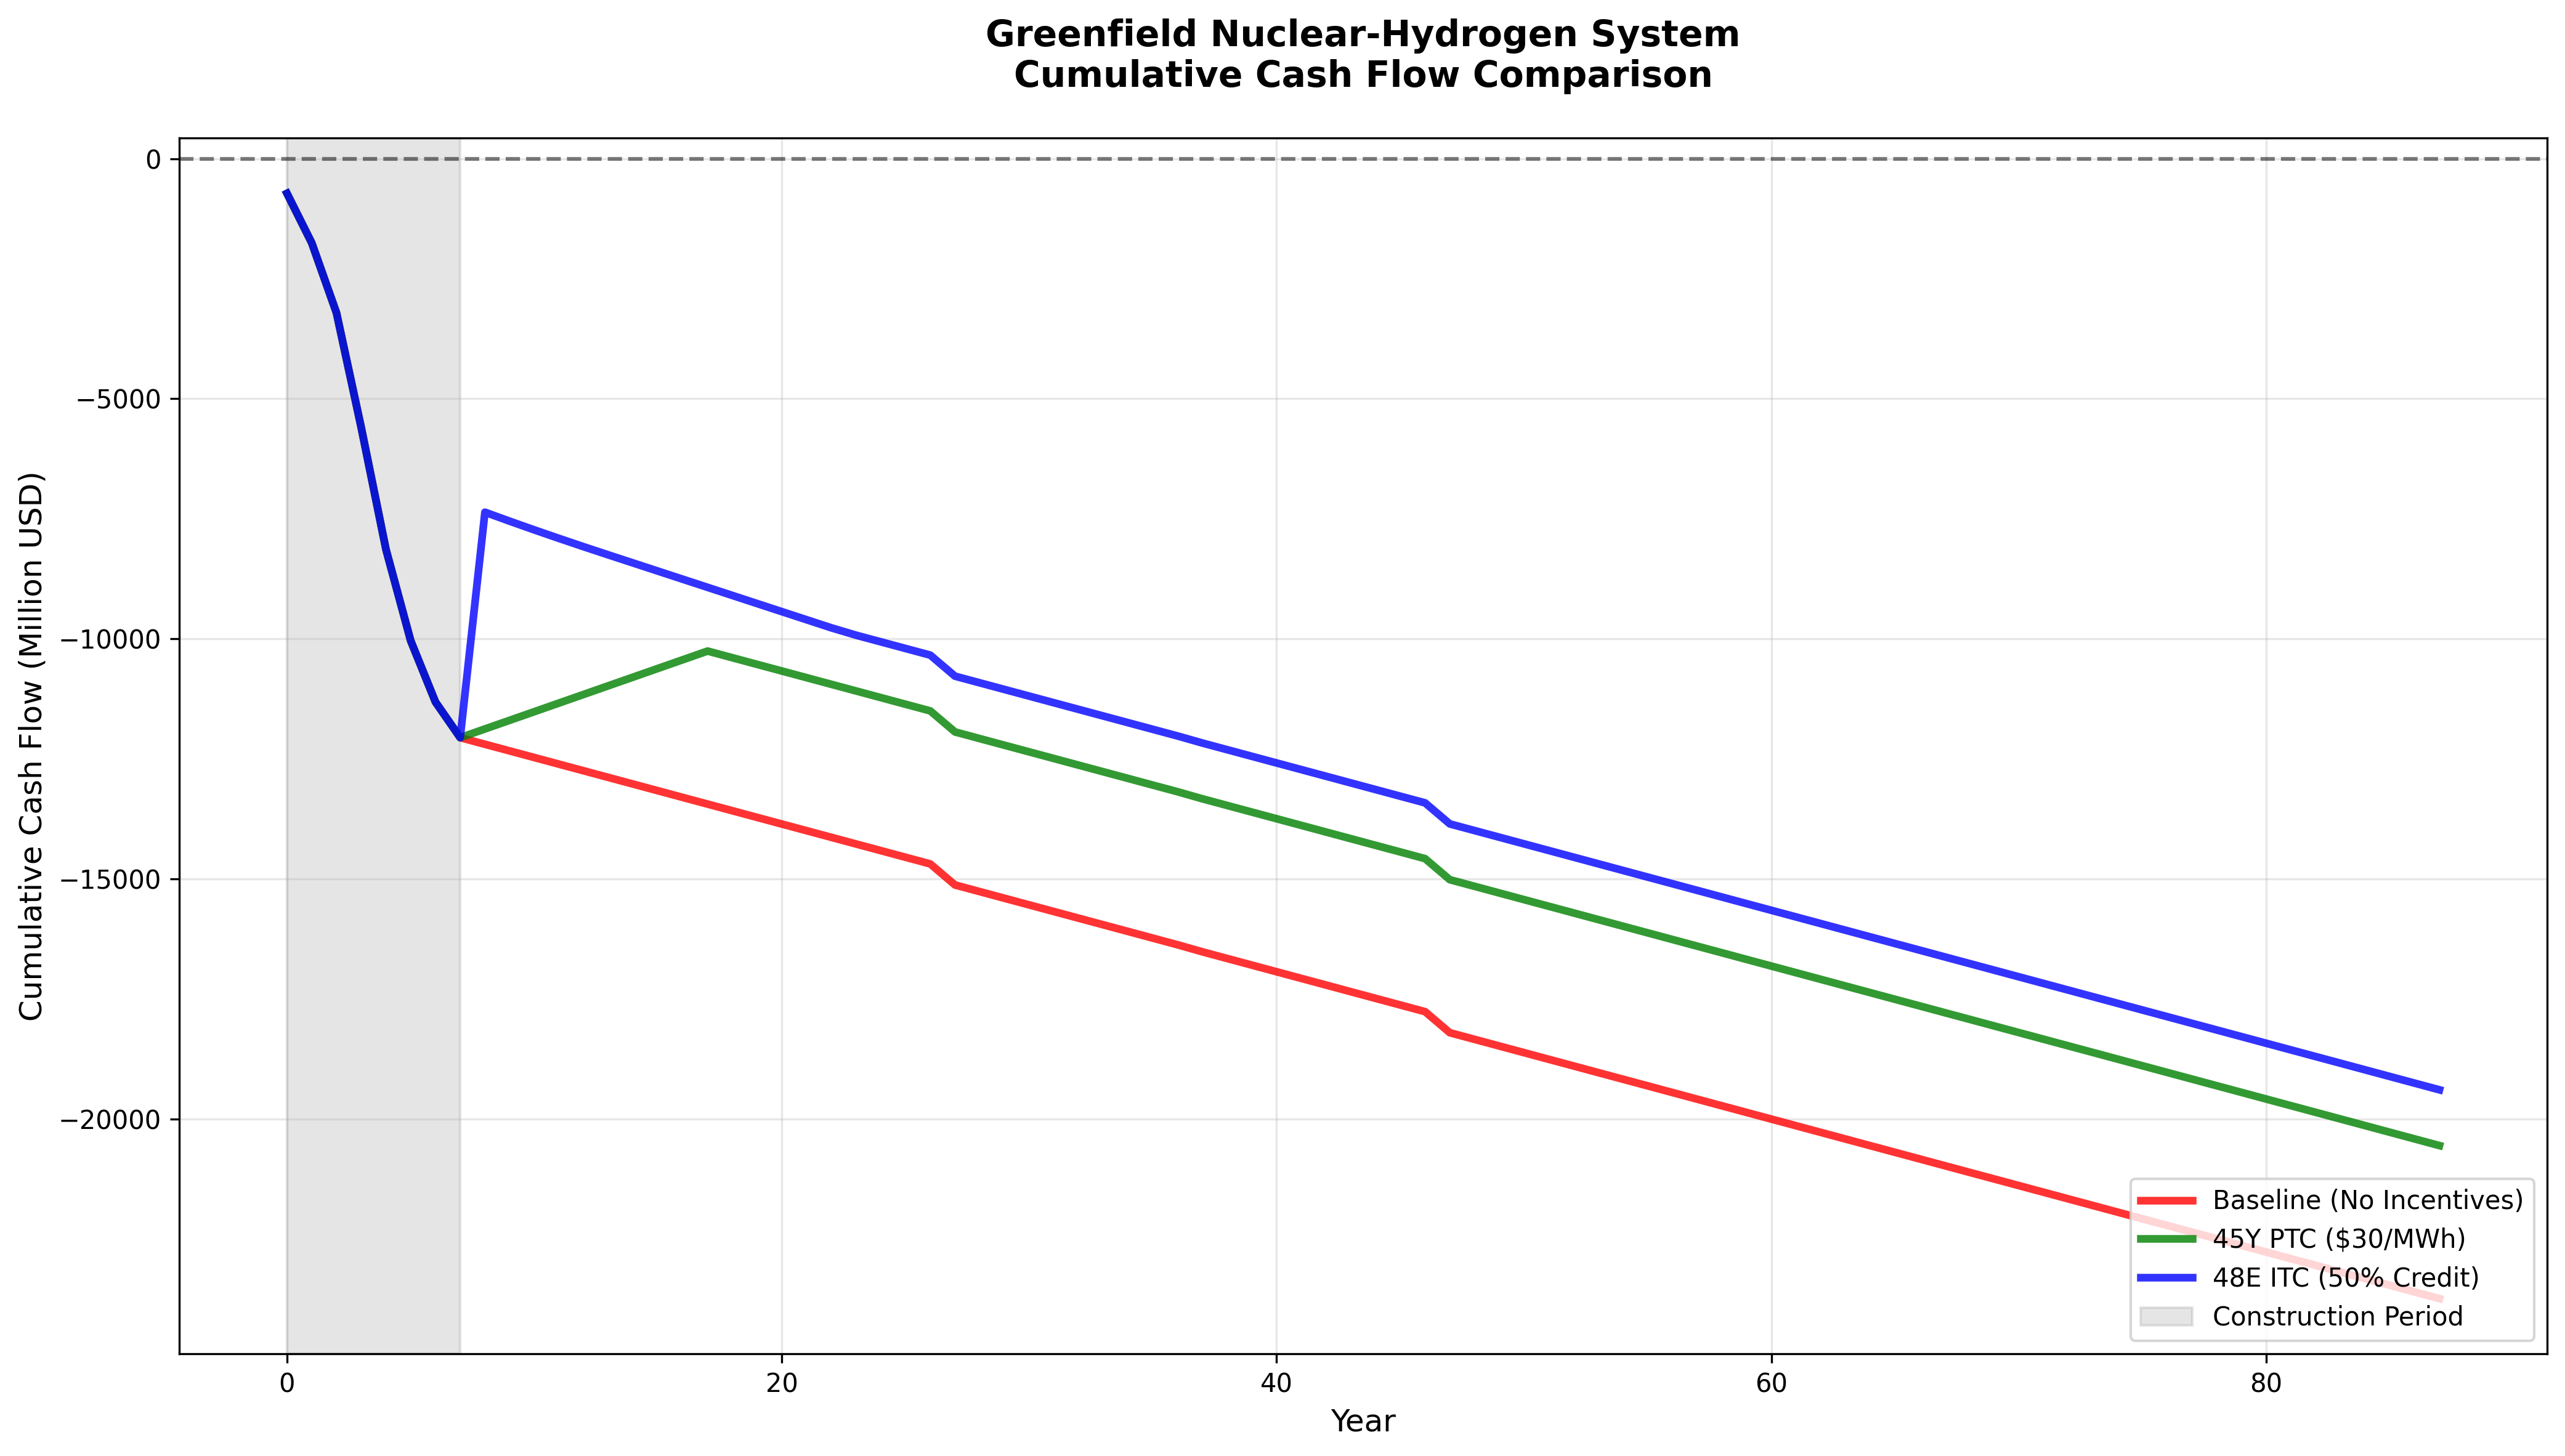 Greenfield Nuclear-Hydrogen System
Cumulative Cash Flow Comparison
Cumulative Cash Flow (Million USD)
0
−5000
−10000
−15000
−20000
0
20
40
60
80
Year
Baseline (No Incentives)
45Y PTC ($30/MWh)
48E ITC (50% Credit)
Construction Period